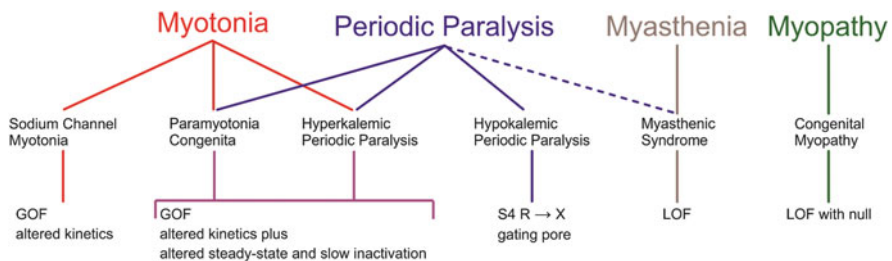 Myotonia
Periodic Paralysis
Myasthenia
Myopathy
Sodium Channel
Myotonia
Paramyotonia
Congenita
Hyperkalemic
Periodic Paralysis
Hypokalemic
Periodic Paralysis
Myasthenic
Syndrome
Congenital
Myopathy
GOF
altered kinetics
GOF
altered kinetics plus
altered steady-state and slow inactivation
S4 R → X
gating pore
LOF
LOF with null